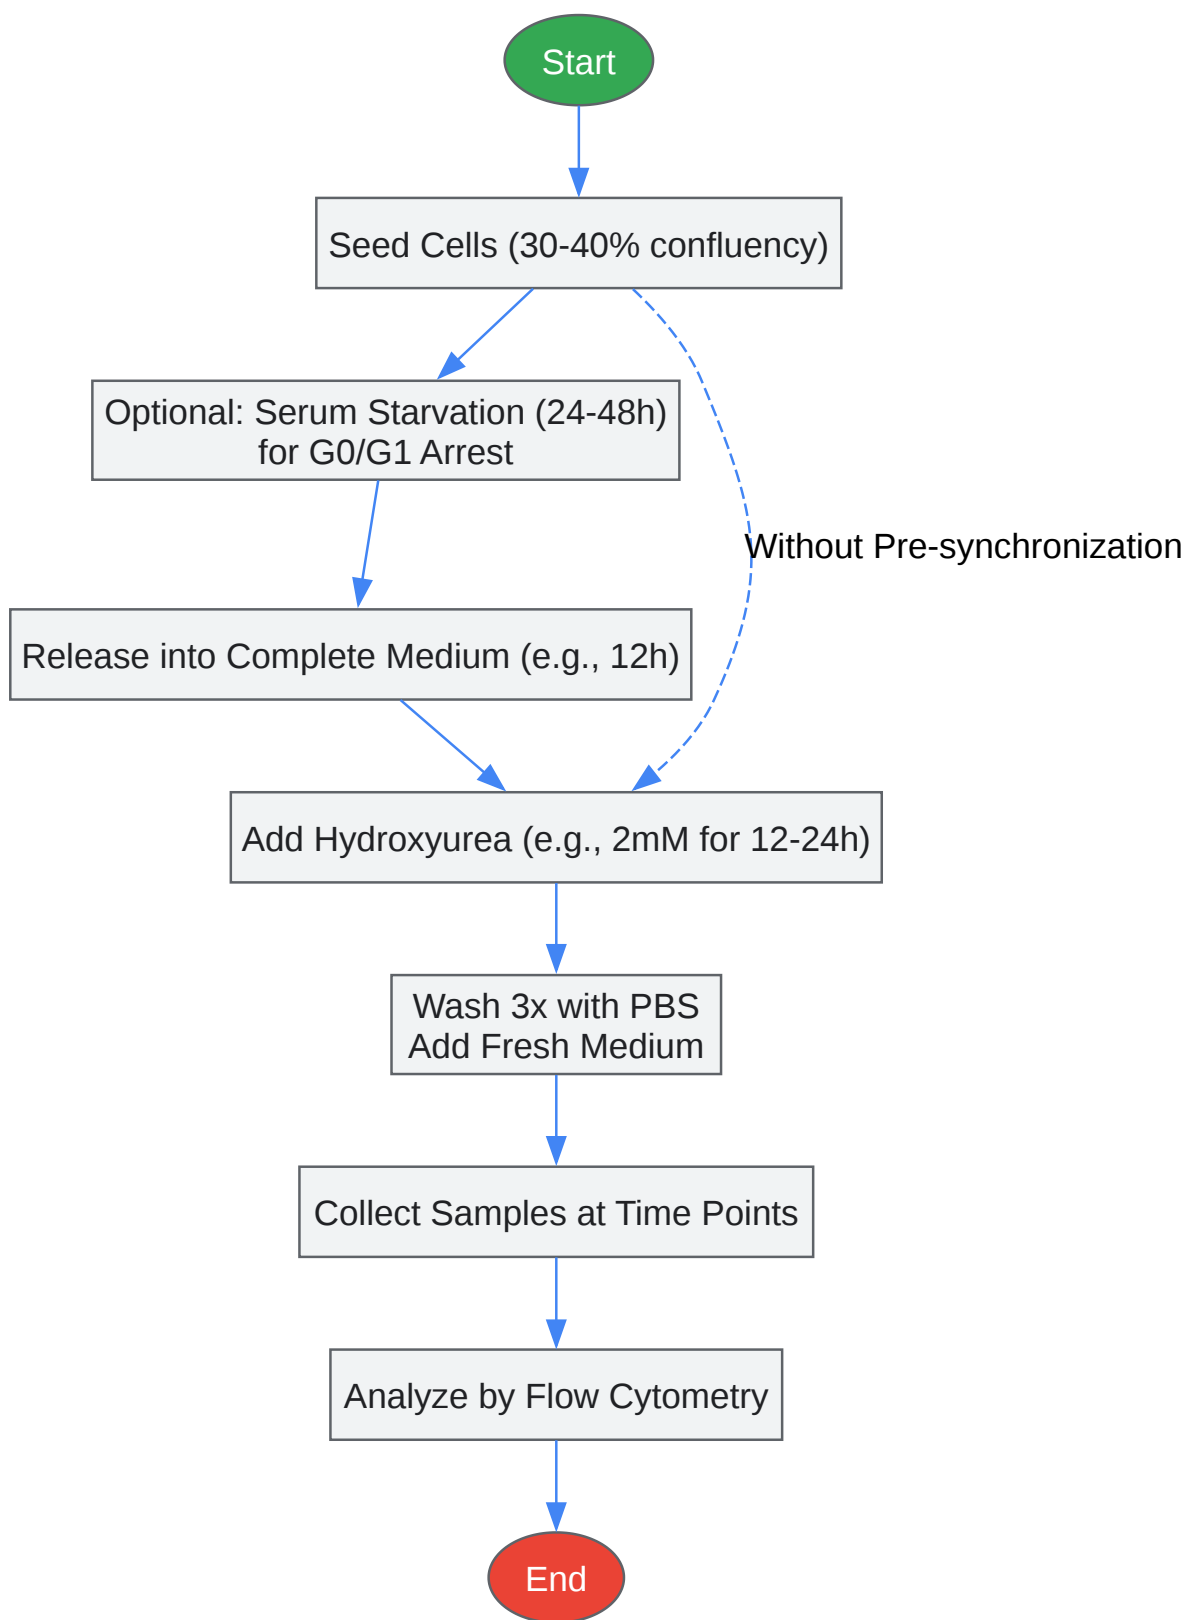 Start
Seed Cells (30-40% confluency)
Optional: Serum Starvation (24-48h)
for G0/G1 Arrest
Without Pre-synchronization
Release into Complete Medium (e.g., 12h)
Add Hydroxyurea (e.g., 2mM for 12-24h)
Wash 3x with PBS
Add Fresh Medium
Collect Samples at Time Points
Analyze by Flow Cytometry
End